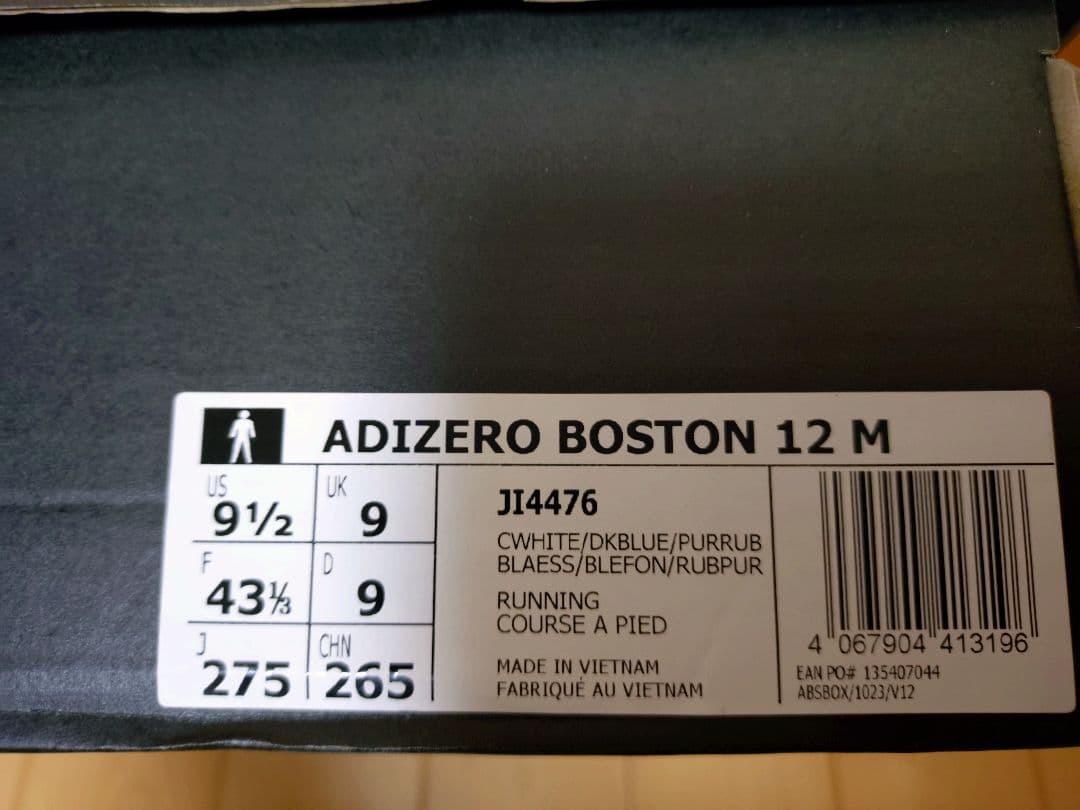 ADIZERO BOSTON 12 M
US
9½
UK
9
F
43⅓
D
9
J
275
CHN
265
JI4476
CWHITE/DKBLUE/PURRUB
BLAESS/BLEFON/RUBPUR
RUNNING
COURSE A PIED
MADE IN VIETNAM
FABRIQUÉ AU VIETNAM
4 067904 413196
EAN PO# 135407044
ABSBOX/1023/V12